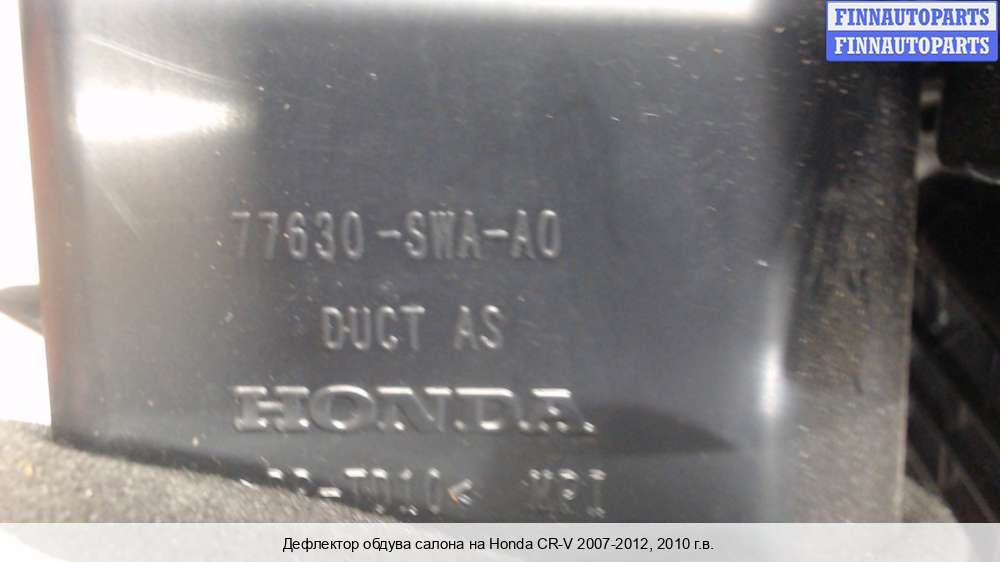 FINNAUTOPARTS
FINNAUTOPARTS
77630-SWA-A0
DUCT AS
HONDA
Дефлектор обдува салона на Honda CR-V 2007-2012, 2010 г.в.